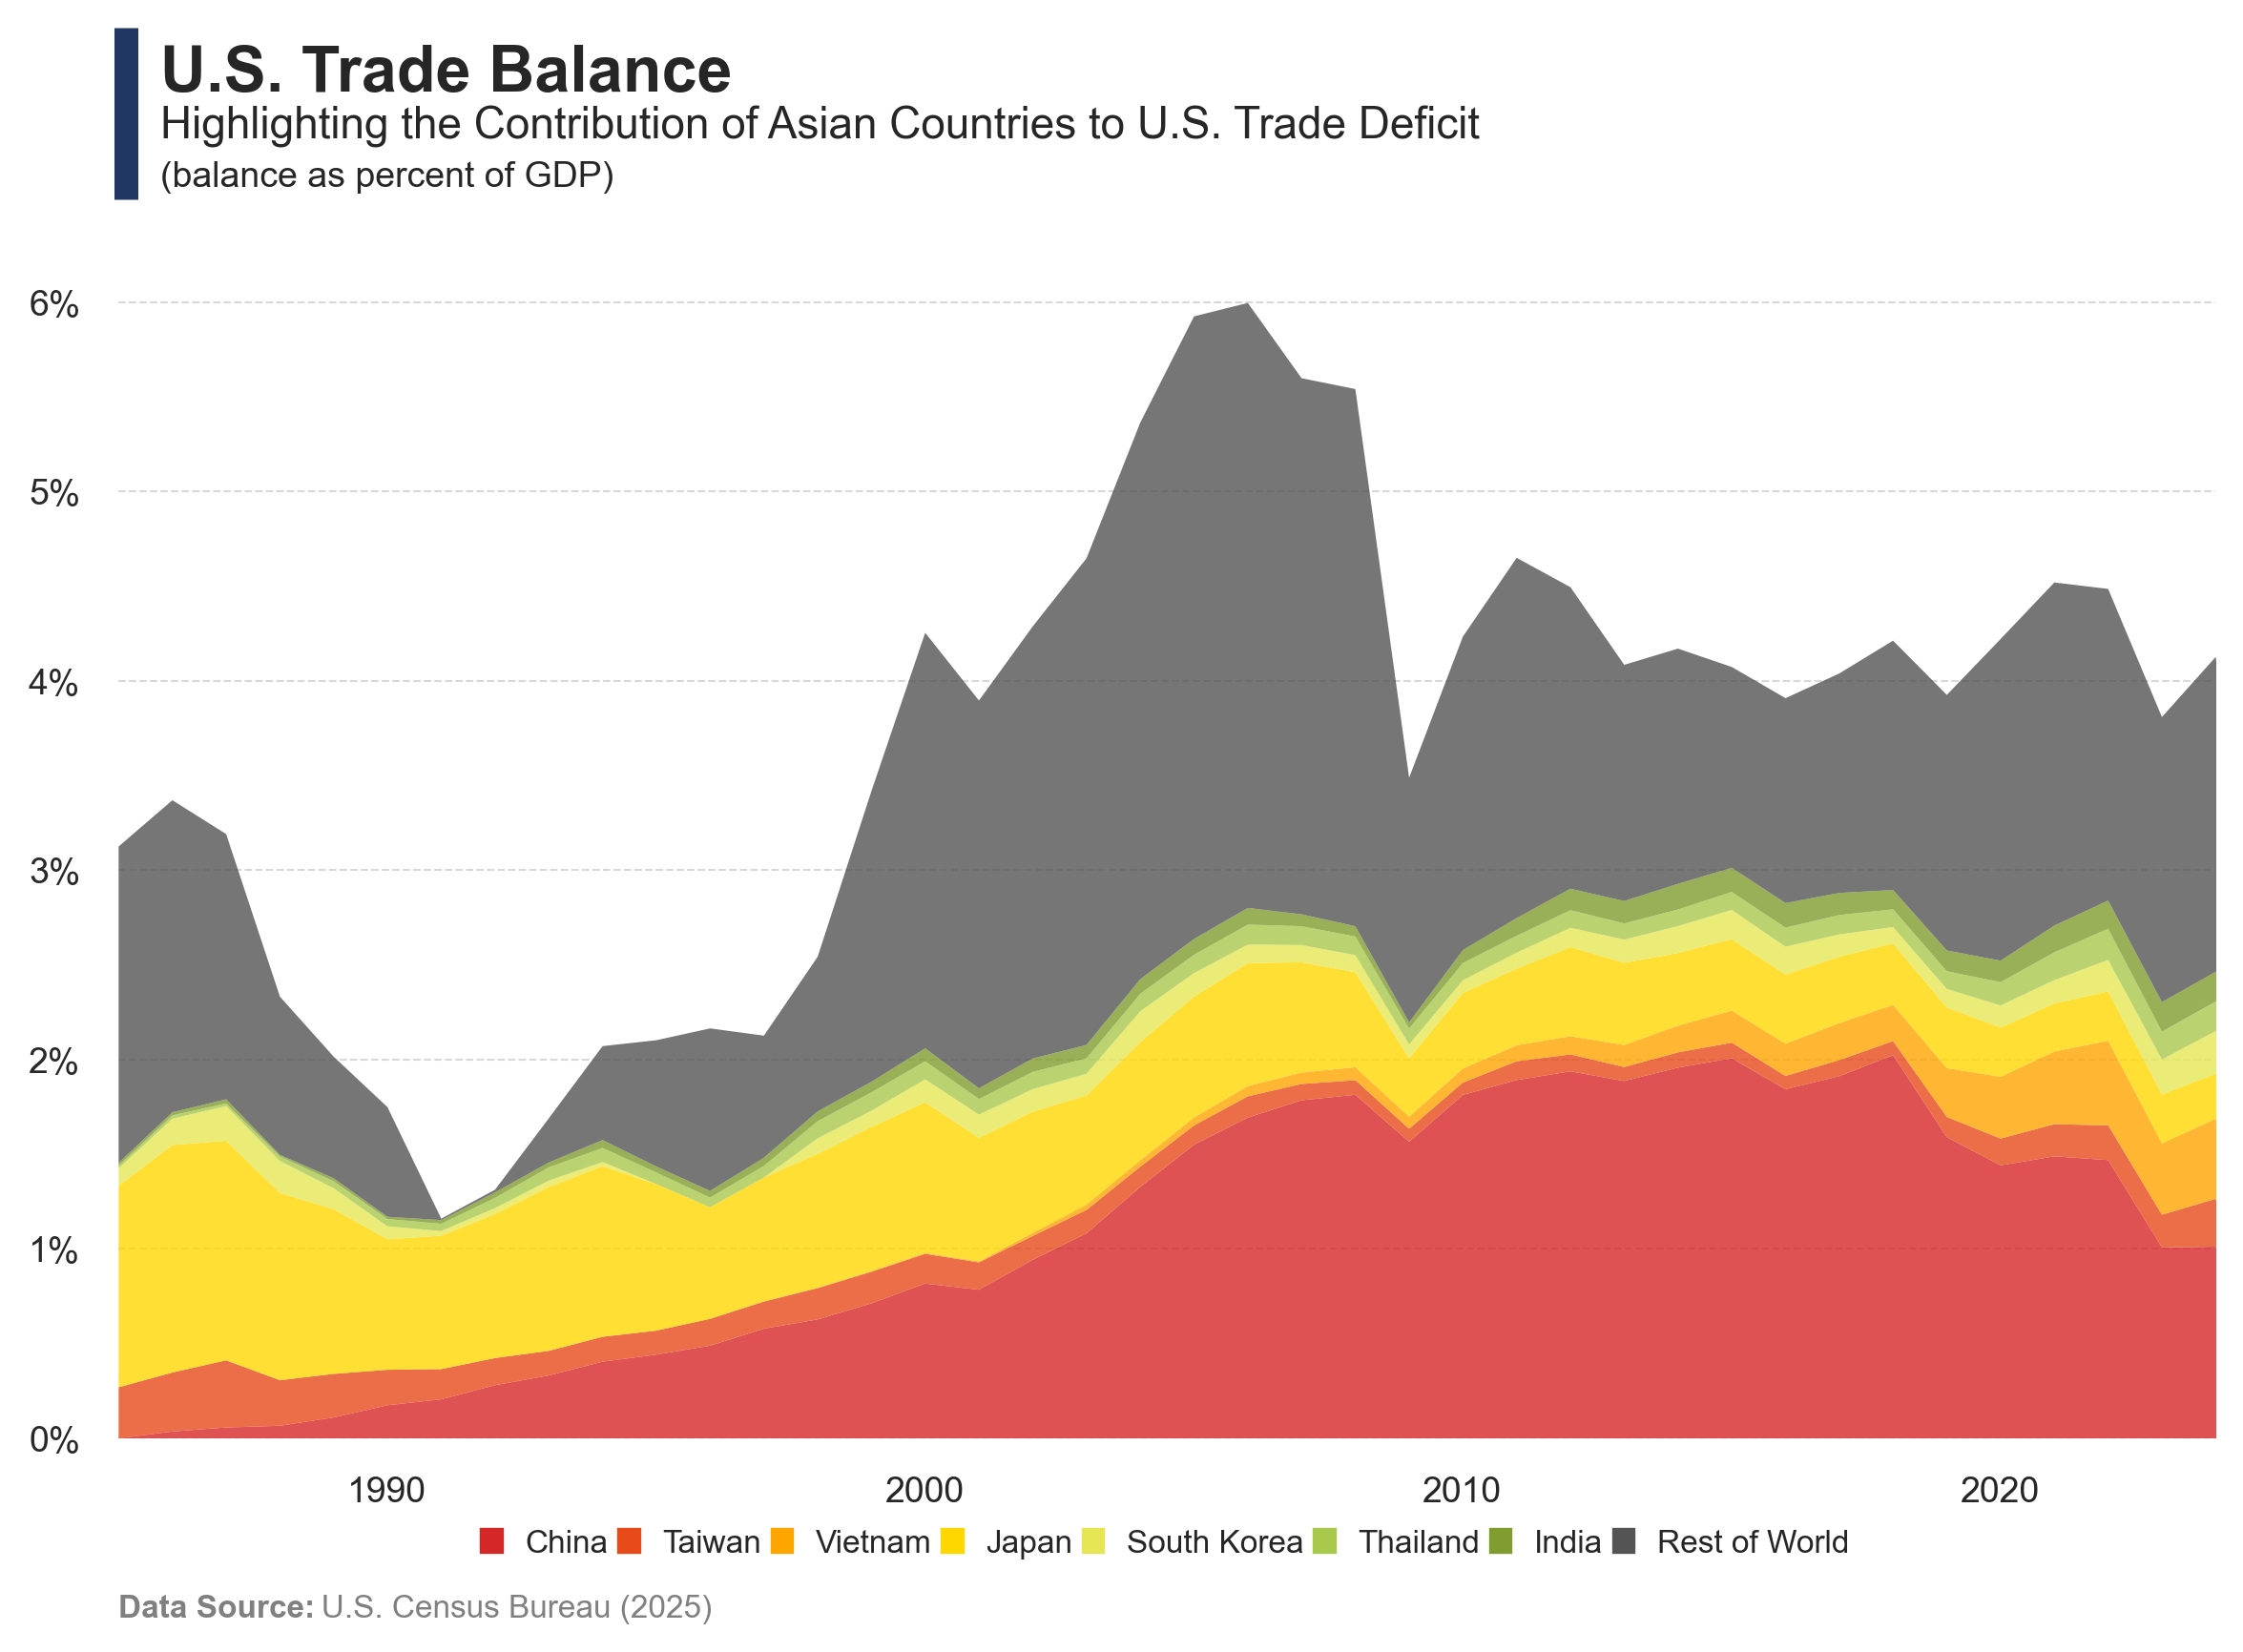 U.S. Trade Balance
Highlighting the Contribution of Asian Countries to U.S. Trade Deficit
(balance as percent of GDP)
6%
5%
4%
3%
2%
1%
0%
1990 2000 2010 2020
China Taiwan Vietnam Japan South Korea Thailand India Rest of World
Data Source: U.S. Census Bureau (2025)